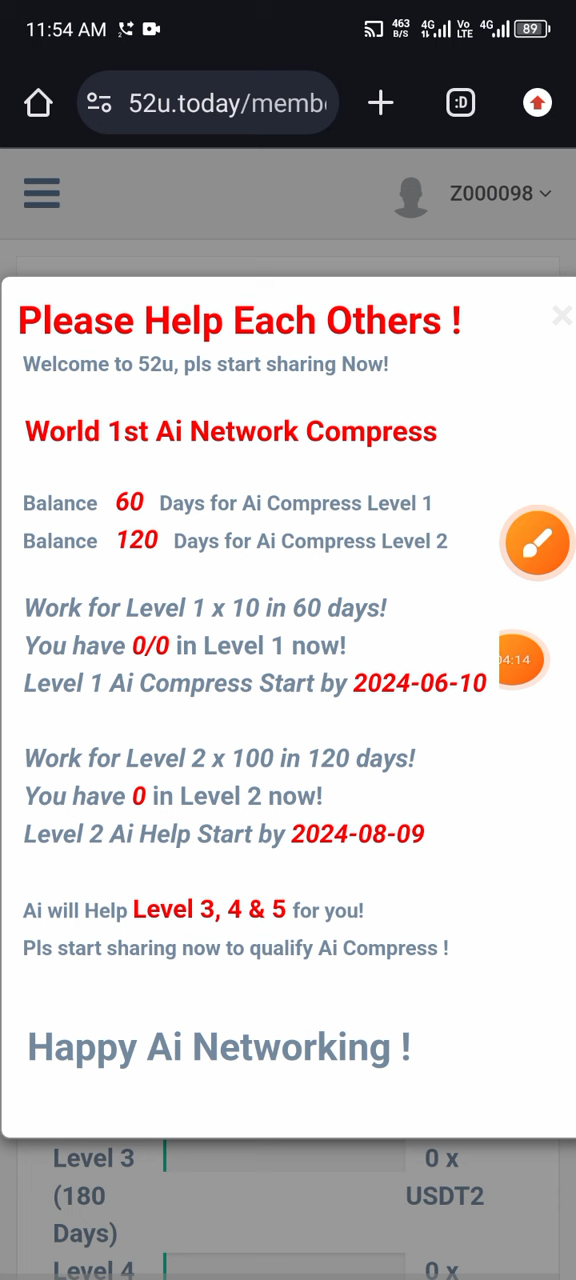 11:54 AM
463 B/S 4G Vo LTE 4G 89
52u.today/memb
:D
Z000098
Please Help Each Others !
×
Welcome to 52u, pls start sharing Now!
World 1st Ai Network Compress
Balance 60 Days for Ai Compress Level 1
Balance 120 Days for Ai Compress Level 2
Work for Level 1 x 10 in 60 days!
You have 0/0 in Level 1 now!
04:14
Level 1 Ai Compress Start by 2024-06-10
Work for Level 2 x 100 in 120 days!
You have 0 in Level 2 now!
Level 2 Ai Help Start by 2024-08-09
Ai will Help Level 3, 4 & 5 for you!
Pls start sharing now to qualify Ai Compress !
Happy Ai Networking !
Level 3 0 x
(180 USDT2
Days)
Level 4 0 x